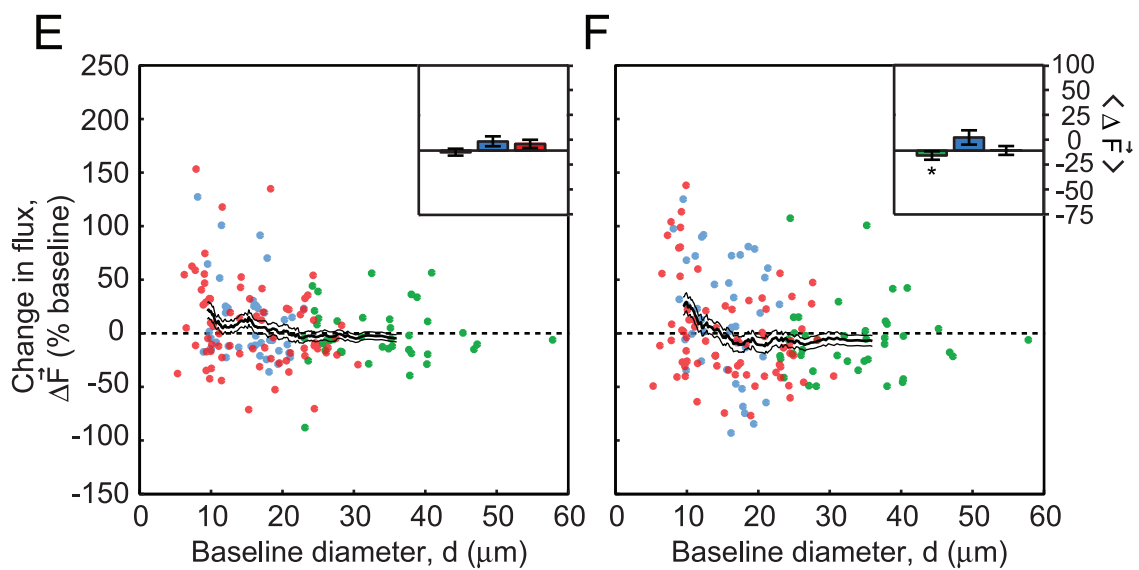 E
F
250
200
150
100
50
0
-50
-100
-150
Change in flux,
ΔF⃗ (% baseline)
0 10 20 30 40 50 60
Baseline diameter, d (μm)
*
100
50
25
0
-25
-50
-75
< ΔF⃗ >
0 10 20 30 40 50 60
Baseline diameter, d (μm)